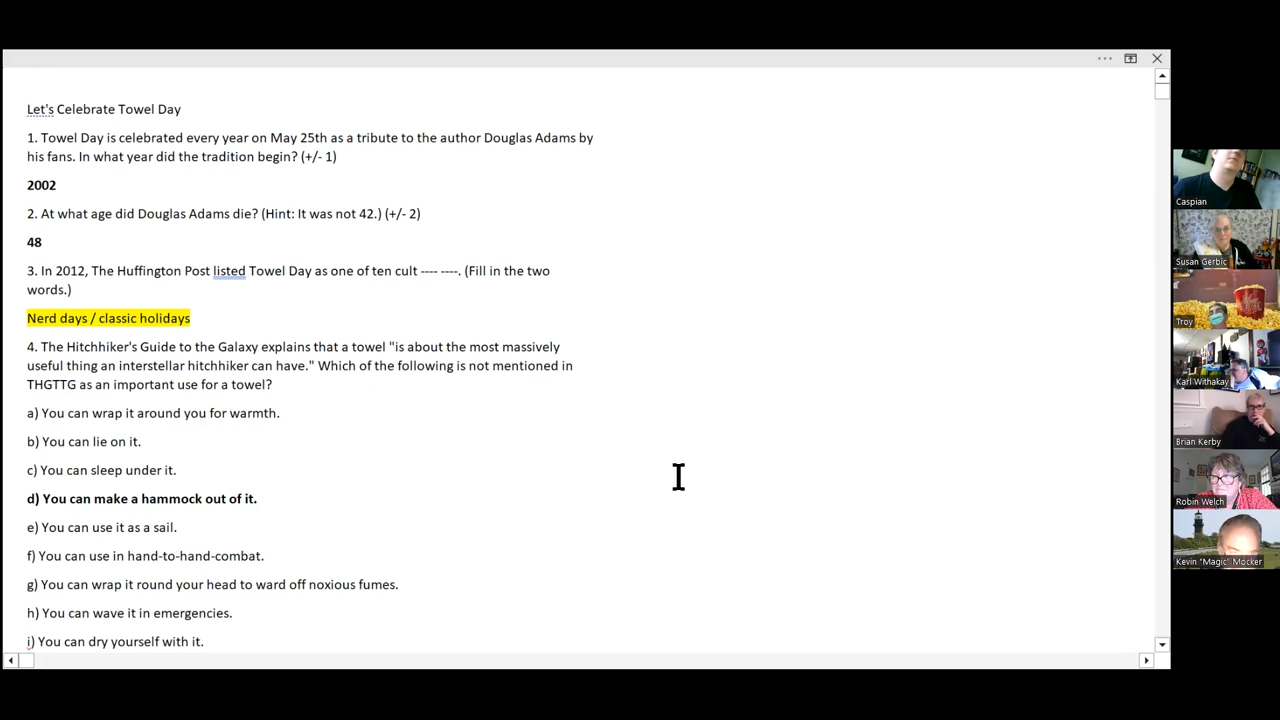 Let's Celebrate Towel Day
1. Towel Day is celebrated every year on May 25th as a tribute to the author Douglas Adams by
his fans. In what year did the tradition begin? (+/- 1)
2002
2. At what age did Douglas Adams die? (Hint: It was not 42.) (+/- 2)
48
3. In 2012, The Huffington Post listed Towel Day as one of ten cult ---- ----. (Fill in the two
words.)
Nerd days / classic holidays
4. The Hitchhiker's Guide to the Galaxy explains that a towel "is about the most massively
useful thing an interstellar hitchhiker can have." Which of the following is not mentioned in
THGTTG as an important use for a towel?
a) You can wrap it around you for warmth.
b) You can lie on it.
c) You can sleep under it.
d) You can make a hammock out of it.
e) You can use it as a sail.
f) You can use in hand-to-hand-combat.
g) You can wrap it round your head to ward off noxious fumes.
h) You can wave it in emergencies.
i) You can dry yourself with it.
Caspian
Susan Gerbic
Troy
Karl Withakay
Brian Kerby
Robin Welch
Kevin "Magic" Mocker